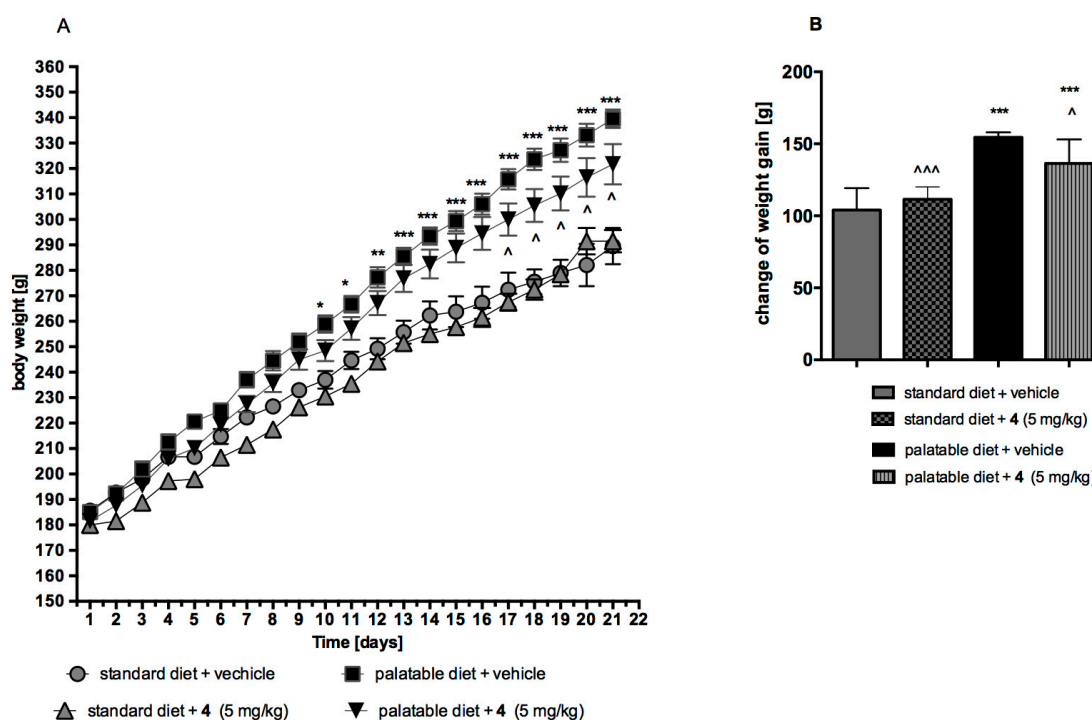 A
body weight [g]
360
350
340
330
320
310
300
290
280
270
260
250
240
230
220
210
200
190
180
170
160
150
* * ** *** *** *** *** *** *** *** *** ***
^ ^ ^ ^ ^
1 2 3 4 5 6 7 8 9 10 11 12 13 14 15 16 17 18 19 20 21 22
Time [days]
standard diet + vechicle
palatable diet + vehicle
standard diet + 4 (5 mg/kg)
palatable diet + 4 (5 mg/kg)
B
change of weight gain [g]
200
150
100
50
0
^^^
***
***
^
standard diet + vehicle
standard diet + 4 (5 mg/kg)
palatable diet + vehicle
palatable diet + 4 (5 mg/kg)